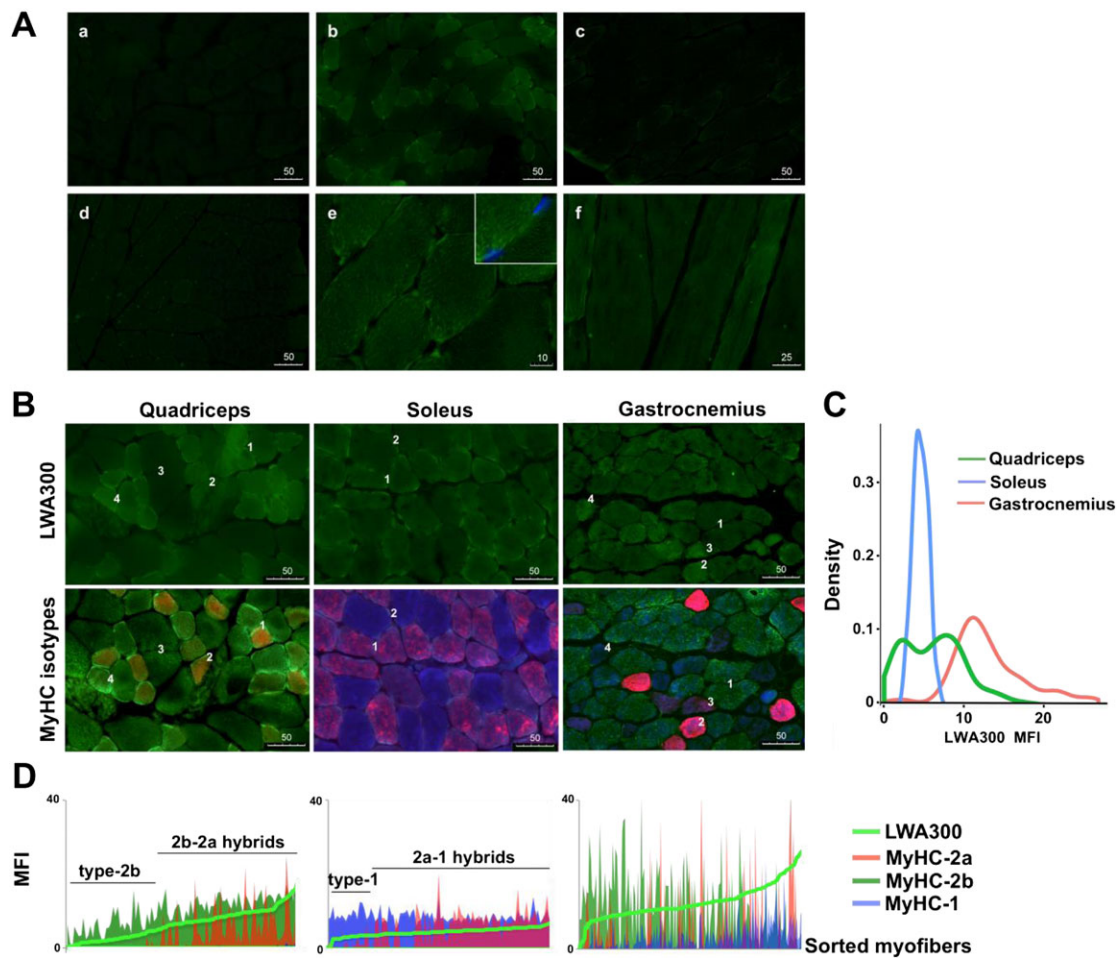 A
a
b
c
50
50
50
d
e
f
50
10
25
B
Quadriceps
Soleus
Gastrocnemius
C
LWA300
1
2
3
4
50
2
1
50
4
1
3
2
50
MyHC isotypes
1
3
2
4
50
2
1
50
4
1
3
2
50
Density
0.3
0.2
0.1
0
0
10
20
LWA300 MFI
Quadriceps
Soleus
Gastrocnemius
D
MFI
40
0
type-2b
2b-2a hybrids
40
0
type-1
2a-1 hybrids
40
0
LWA300
MyHC-2a
MyHC-2b
MyHC-1
Sorted myofibers